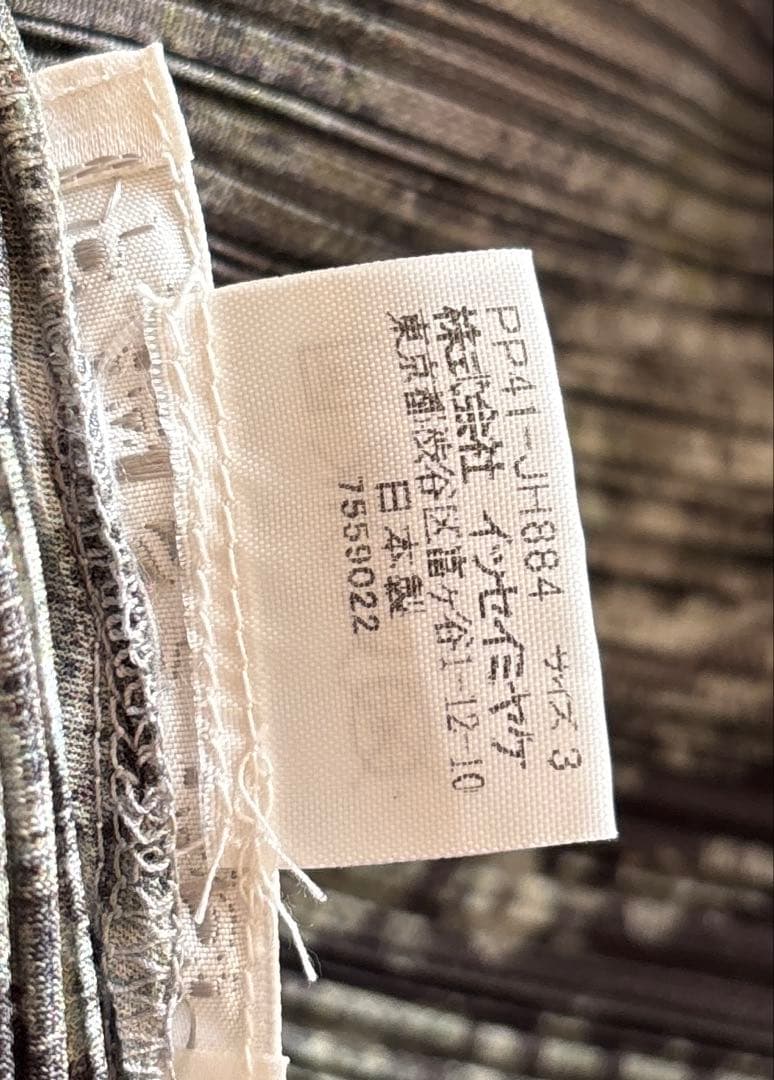 PP41-JH884 サイズ 3
株式会社 イッセイミヤケ
東京都渋谷区富ヶ谷1-12-10
日本製
7559022